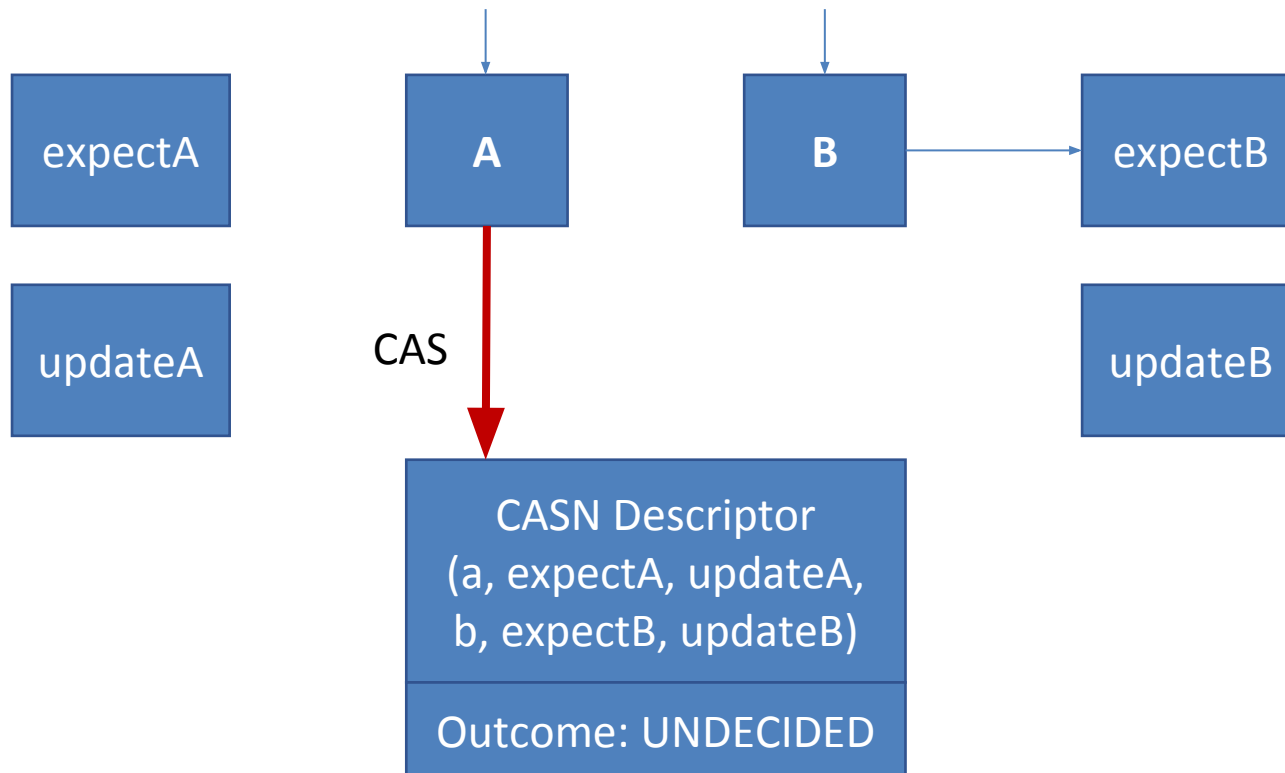 expectA
A
B
expectB
updateA
CAS
updateB
CASN Descriptor
(a, expectA, updateA,
b, expectB, updateB)
Outcome: UNDECIDED